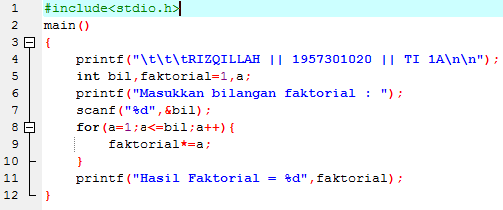 1 #include<stdio.h>
2 main()
3 {
4 printf("\t\t\tRIZQILLAH || 1957301020 || TI 1A\n\n");
5 int bil,faktorial=1,a;
6 printf("Masukkan bilangan faktorial : ");
7 scanf("%d",&bil);
8 for(a=1;a<=bil;a++){
9 faktorial*=a;
10 }
11 printf("Hasil Faktorial = %d",faktorial);
12 }